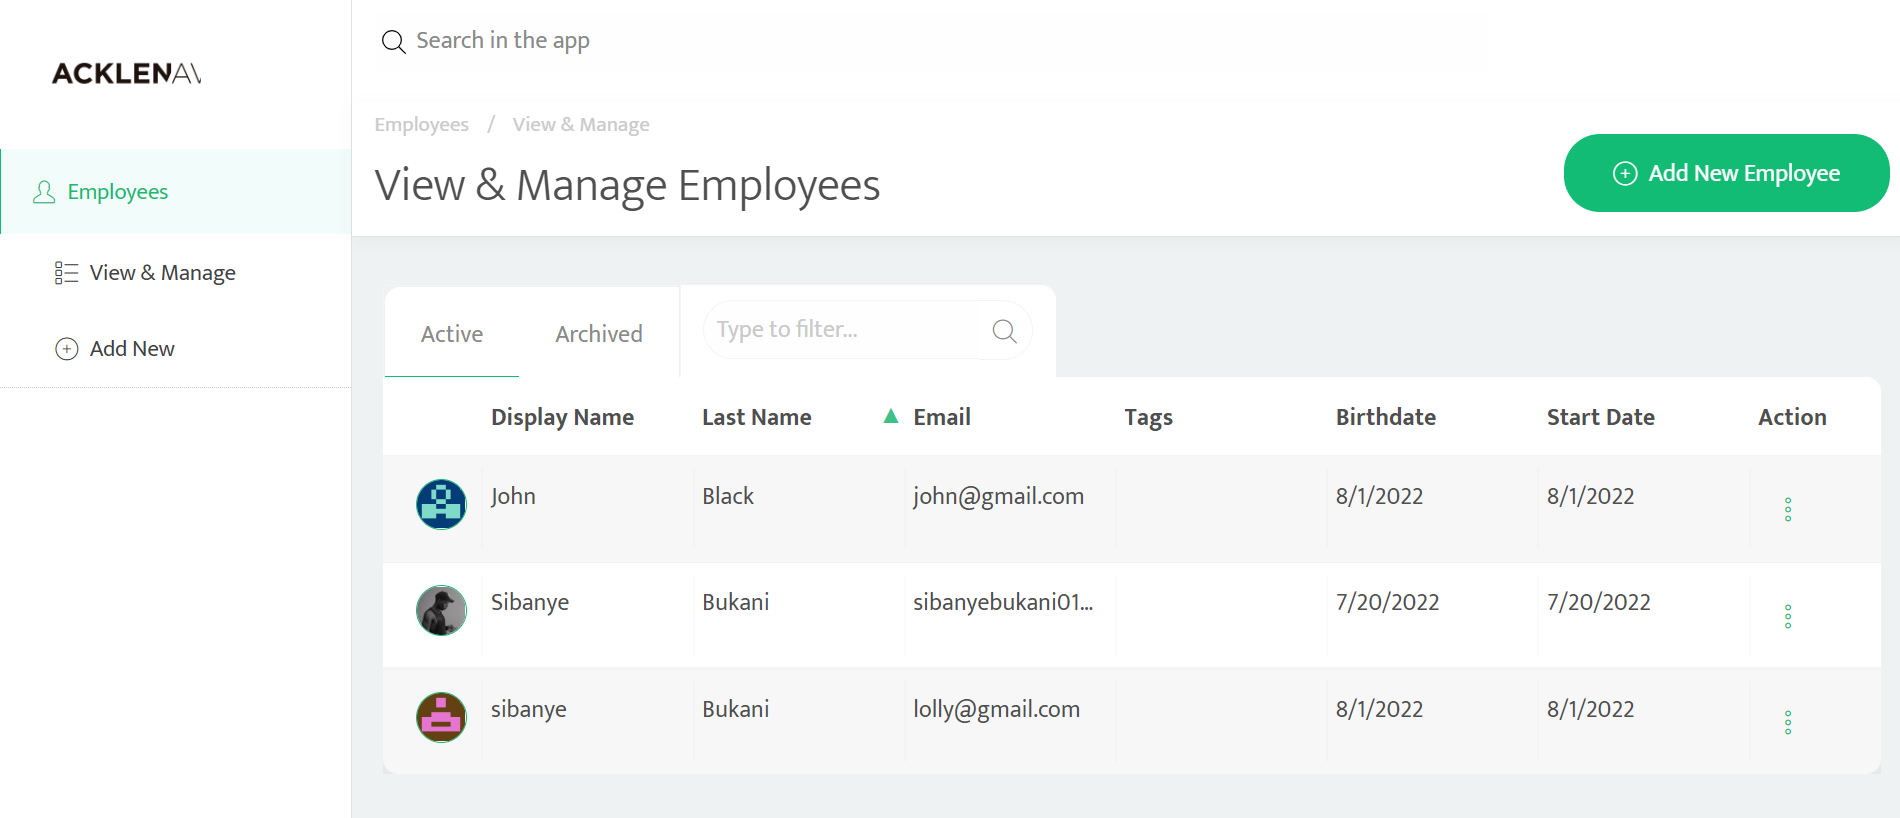 ACKLENAV
Search in the app
Employees / View & Manage
View & Manage Employees
Add New Employee
Employees
View & Manage
Add New
Active Archived Type to filter...
Display Name Last Name ▲ Email Tags Birthdate Start Date Action
John Black john@gmail.com 8/1/2022 8/1/2022
Sibanye Bukani sibanyebukani01... 7/20/2022 7/20/2022
sibanye Bukani lolly@gmail.com 8/1/2022 8/1/2022